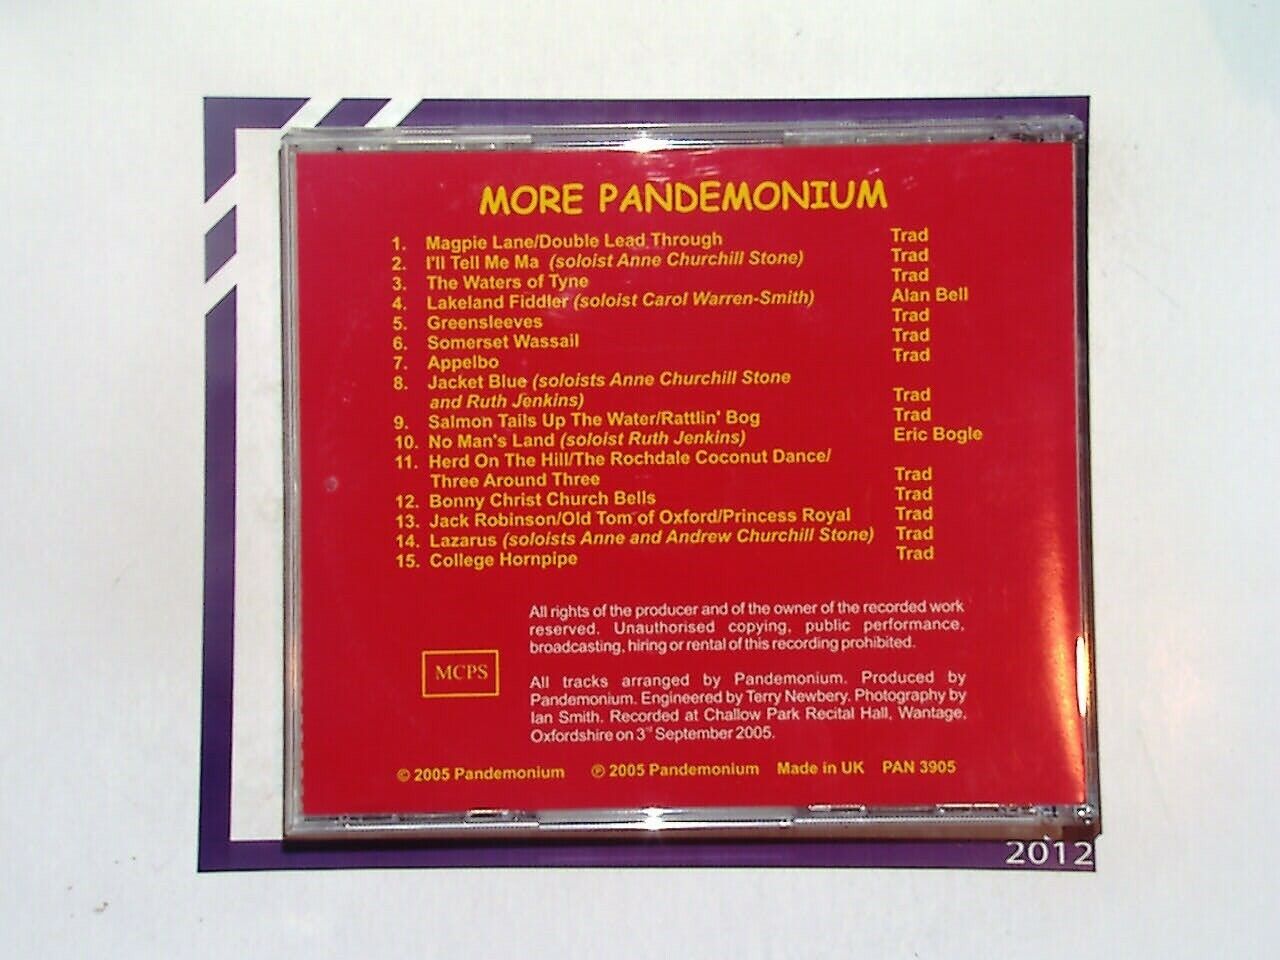 MORE PANDEMONIUM
1. Magpie Lane/Double Lead Through Trad
2. I'll Tell Me Ma (soloist Anne Churchill Stone) Trad
3. The Waters of Tyne Trad
4. Lakeland Fiddler (soloist Carol Warren-Smith) Alan Bell
5. Greensleeves Trad
6. Somerset Wassail Trad
7. Appelbo Trad
8. Jacket Blue (soloists Anne Churchill Stone
and Ruth Jenkins) Trad
9. Salmon Tails Up The Water/Rattlin' Bog Trad
10. No Man's Land (soloist Ruth Jenkins) Eric Bogle
11. Herd On The Hill/The Rochdale Coconut Dance/
Three Around Three Trad
12. Bonny Christ Church Bells Trad
13. Jack Robinson/Old Tom of Oxford/Princess Royal Trad
14. Lazarus (soloists Anne and Andrew Churchill Stone) Trad
15. College Hornpipe Trad
All rights of the producer and of the owner of the recorded work
reserved. Unauthorised copying, public performance,
broadcasting, hiring or rental of this recording prohibited.
MCPS
All tracks arranged by Pandemonium. Produced by
Pandemonium. Engineered by Terry Newbery. Photography by
Ian Smith. Recorded at Challow Park Recital Hall, Wantage,
Oxfordshire on 3rd September 2005.
© 2005 Pandemonium ℗ 2005 Pandemonium Made in UK PAN 3905
2012